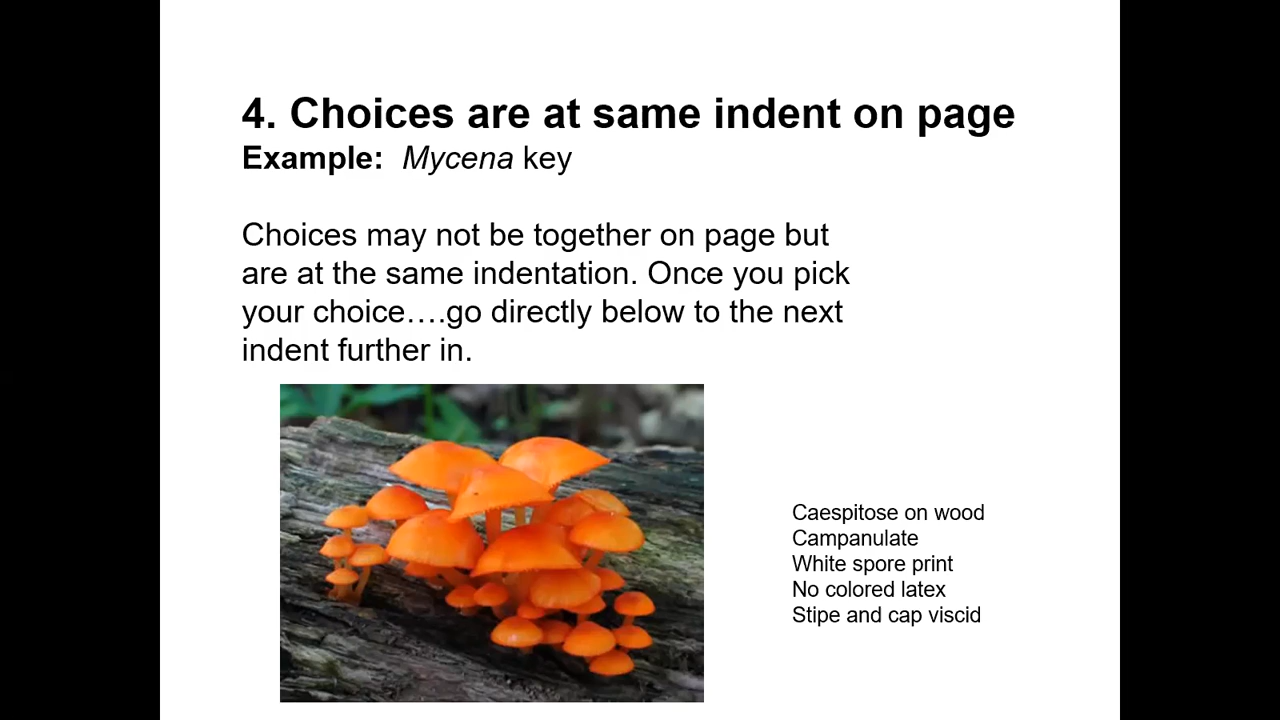 4. Choices are at same indent on page
Example: Mycena key
Choices may not be together on page but
are at the same indentation. Once you pick
your choice….go directly below to the next
indent further in.
Caespitose on wood
Campanulate
White spore print
No colored latex
Stipe and cap viscid